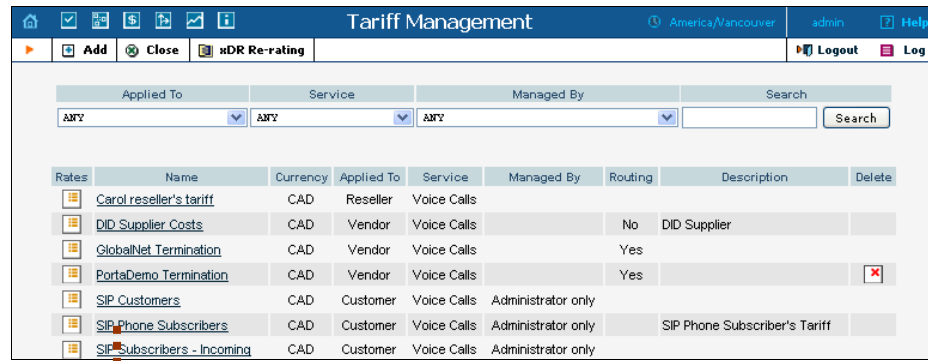 Tariff Management America/Vancouver admin Help
Add Close xDR Re-rating Logout Log
Applied To Service Managed By Search
ANY ANY ANY Search
Rates Name Currency Applied To Service Managed By Routing Description Delete
Carol reseller's tariff CAD Reseller Voice Calls
DID Supplier Costs CAD Vendor Voice Calls No DID Supplier
GlobalNet Termination CAD Vendor Voice Calls Yes
PortaDemo Termination CAD Vendor Voice Calls Yes
SIP Customers CAD Customer Voice Calls Administrator only
SIP Phone Subscribers CAD Customer Voice Calls Administrator only SIP Phone Subscriber's Tariff
SIP Subscribers - Incoming CAD Customer Voice Calls Administrator only